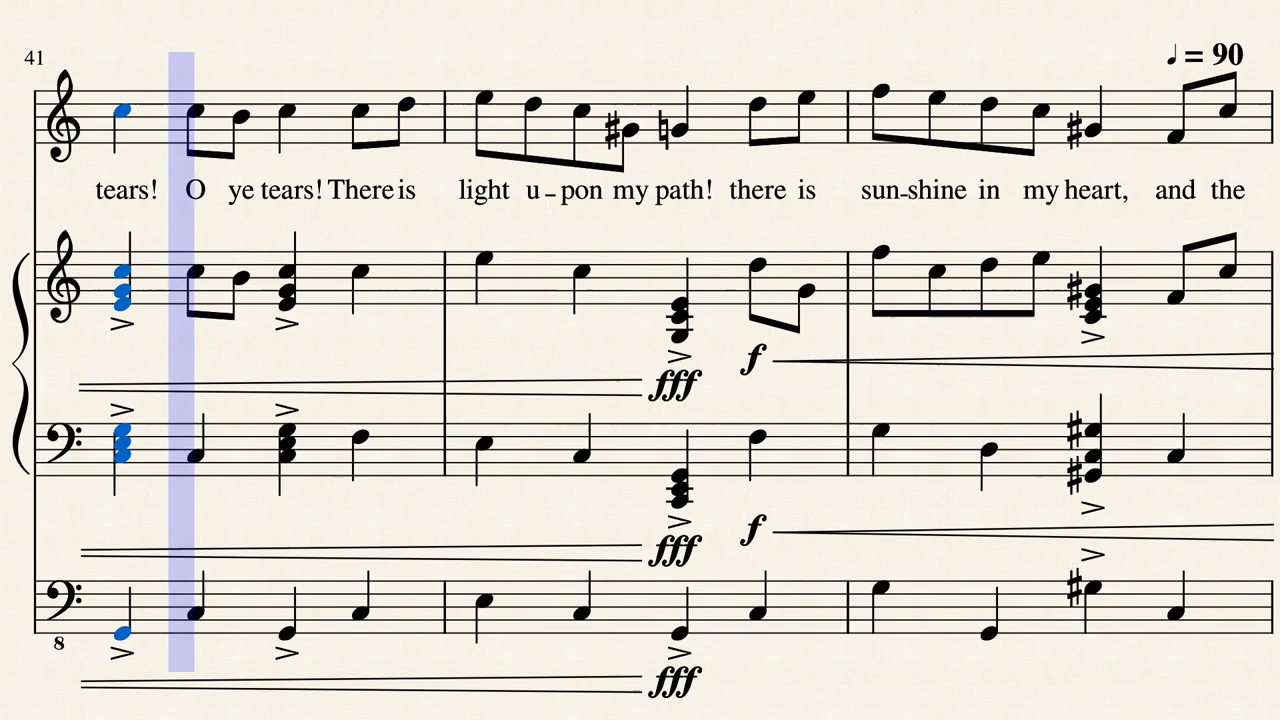 41
♩ = 90
tears! O ye tears! There is light u - pon my path! there is sun - shine in my heart, and the
f
fff
f
fff
8
fff